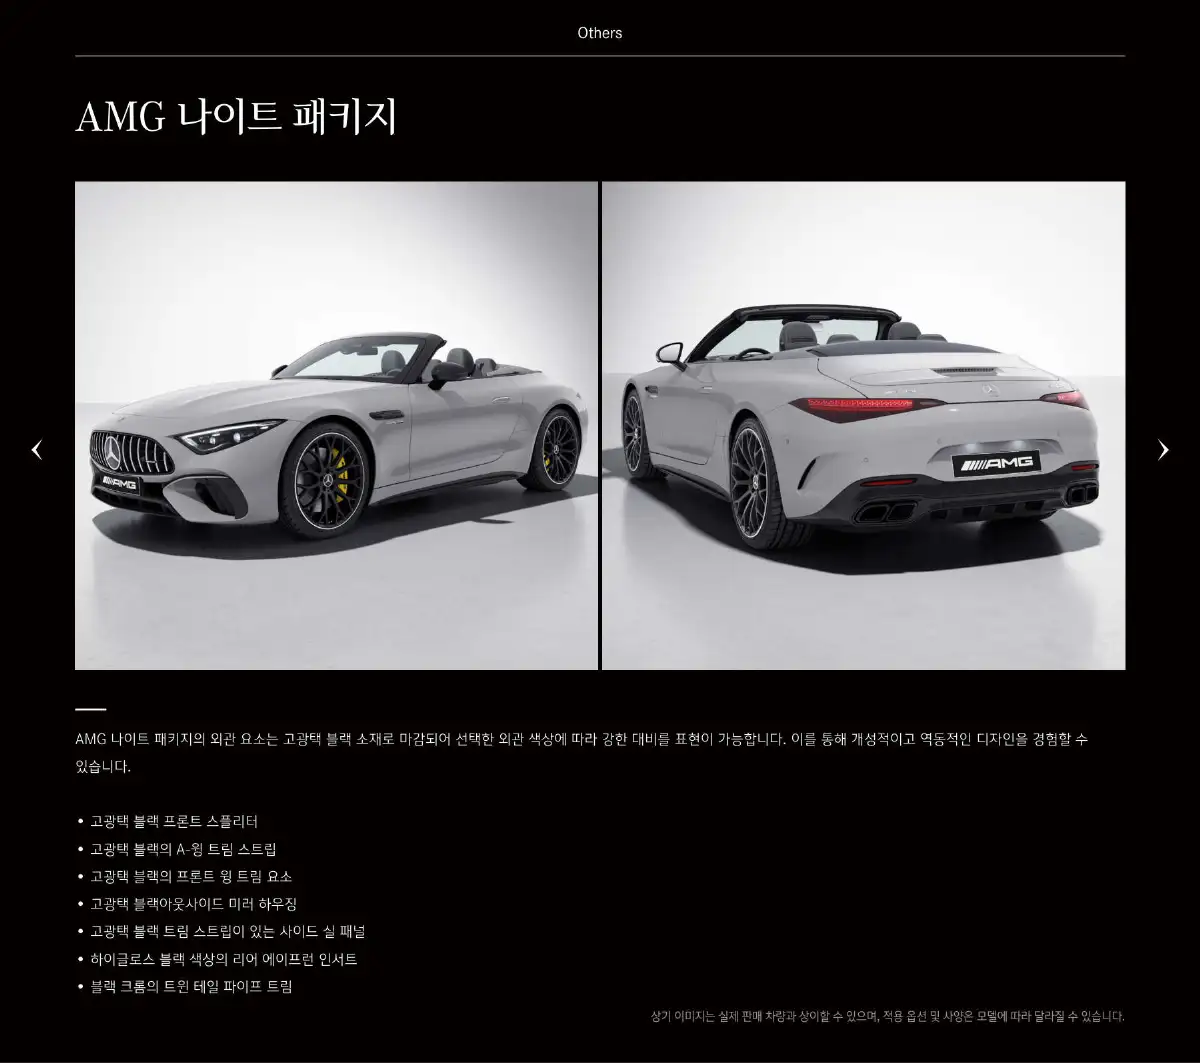 Others
AMG 나이트 패키지
AMG
AMG
AMG 나이트 패키지의 외관 요소는 고광택 블랙 소재로 마감되어 선택한 외관 색상에 따라 강한 대비를 표현이 가능합니다. 이를 통해 개성적이고 역동적인 디자인을 경험할 수
있습니다.
• 고광택 블랙 프론트 스플리터
• 고광택 블랙의 A-윙 트림 스트립
• 고광택 블랙의 프론트 윙 트림 요소
• 고광택 블랙아웃사이드 미러 하우징
• 고광택 블랙 트림 스트립이 있는 사이드 실 패널
• 하이글로스 블랙 색상의 리어 에이프런 인서트
• 블랙 크롬의 트윈 테일 파이프 트림
상기 이미지는 실제 판매 차량과 상이할 수 있으며, 적용 옵션 및 사양은 모델에 따라 달라질 수 있습니다.